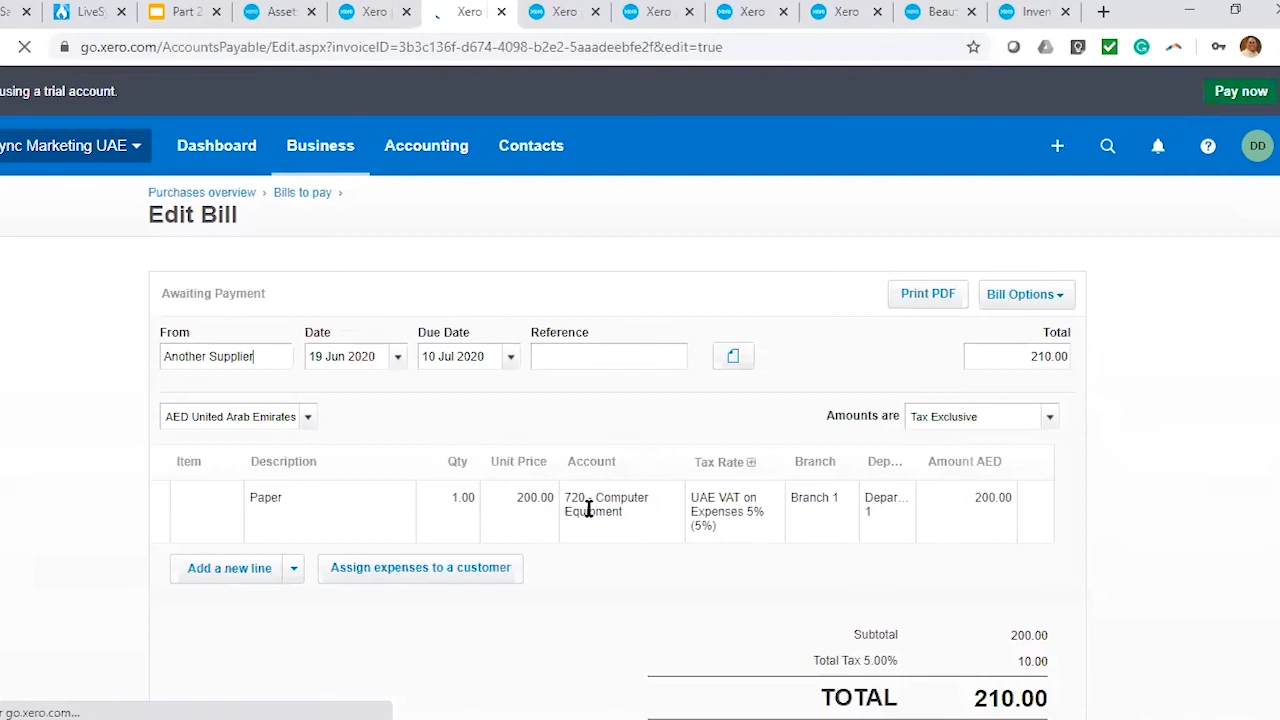 LiveSy
Part 2
Asset
Xero
Xero
Xero
Xero
Xero
Xero
Beau
Inven
go.xero.com/AccountsPayable/Edit.aspx?invoiceID=3b3c136f-d674-4098-b2e2-5aaadeebfe2f&edit=true
using a trial account.
Pay now
ync Marketing UAE
Dashboard
Business
Accounting
Contacts
DD
Purchases overview › Bills to pay ›
Edit Bill
Awaiting Payment
Print PDF
Bill Options
From
Date
Due Date
Reference
Total
Another Supplier
19 Jun 2020
10 Jul 2020
210.00
AED United Arab Emirates
Amounts are
Tax Exclusive
Item
Description
Qty
Unit Price
Account
Tax Rate
Branch
Dep...
Amount AED
Paper
1.00
200.00
720 - Computer
Equipment
UAE VAT on
Expenses 5%
(5%)
Branch 1
Depar...
1
200.00
Add a new line
Assign expenses to a customer
Subtotal
200.00
Total Tax 5.00%
10.00
TOTAL
210.00
r go.xero.com...